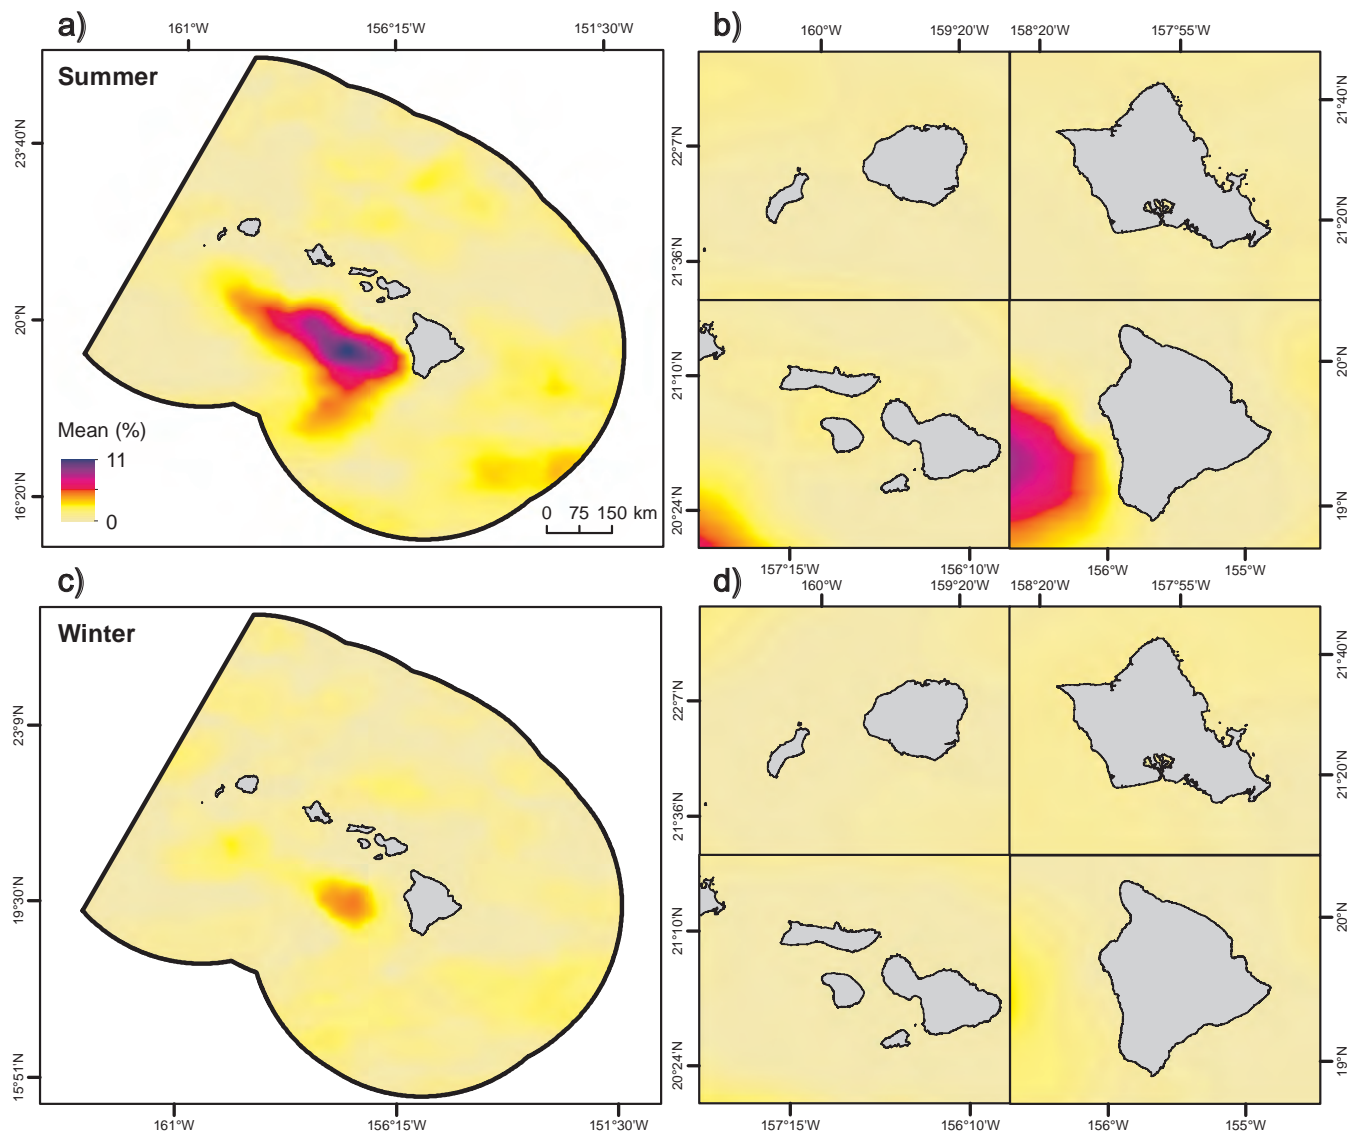 a)
161°W 156°15'W 151°30'W
Summer
23°40'N
20°N
16°20'N
Mean (%)
11
0
0 75 150 km
b)
160°W 159°20'W 158°20'W 157°55'W
22°7'N
21°36'N
21°40'N
21°20'N
21°10'N
20°24'N
20°N
19°N
157°15'W 156°10'W 156°W 155°W
c)
Winter
23°9'N
19°30'N
15°51'N
161°W 156°15'W 151°30'W
d)
160°W 159°20'W 158°20'W 157°55'W
22°7'N
21°36'N
21°40'N
21°20'N
21°10'N
20°24'N
20°N
19°N
157°15'W 156°10'W 156°W 155°W